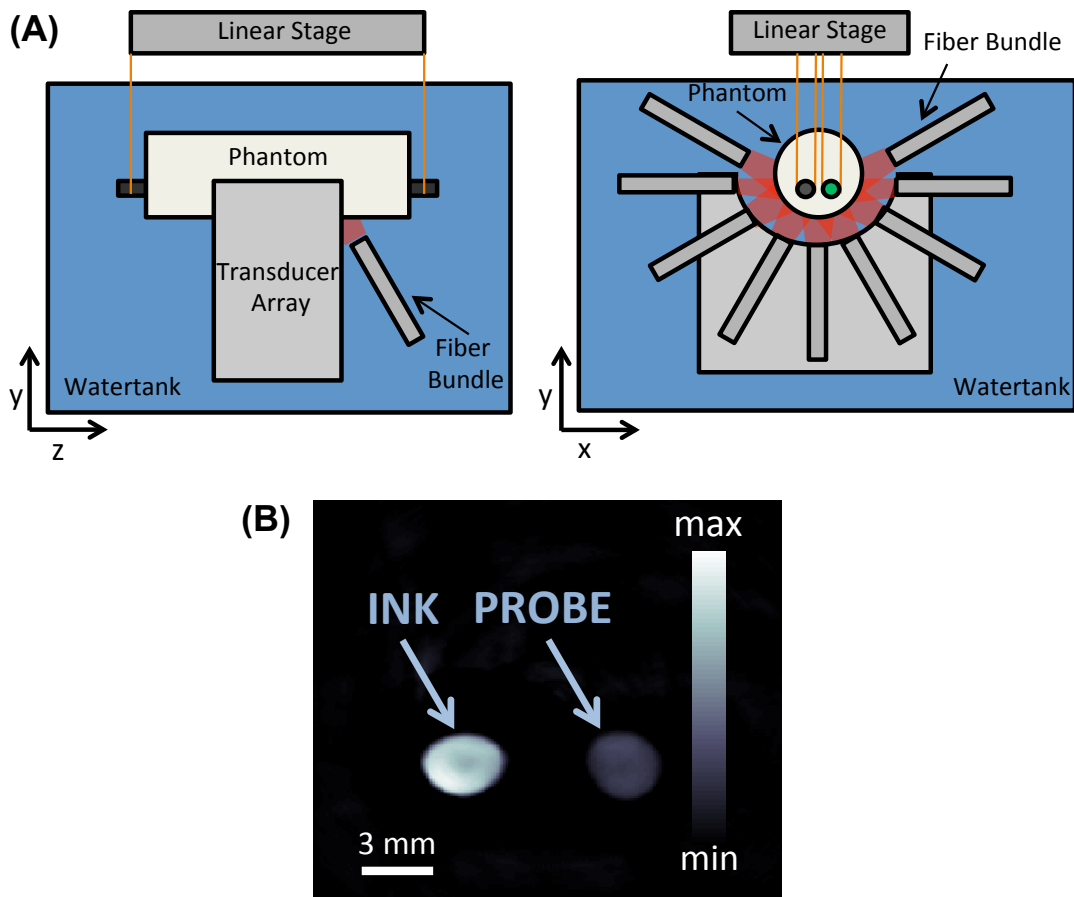 (A)
Linear Stage
Phantom
Transducer
Array
Fiber
Bundle
Watertank
y
z
Linear Stage
Fiber Bundle
Phantom
Watertank
y
x
(B)
max
INK PROBE
3 mm
min